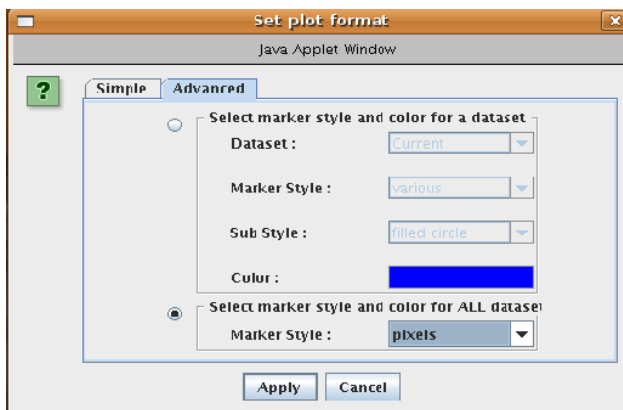 Set plot format
Java Applet Window
?
Simple Advanced
Select marker style and color for a dataset
Dataset : Current
Marker Style : various
Sub Style : filled circle
Color :
Select marker style and color for ALL dataset
Marker Style : pixels
Apply Cancel